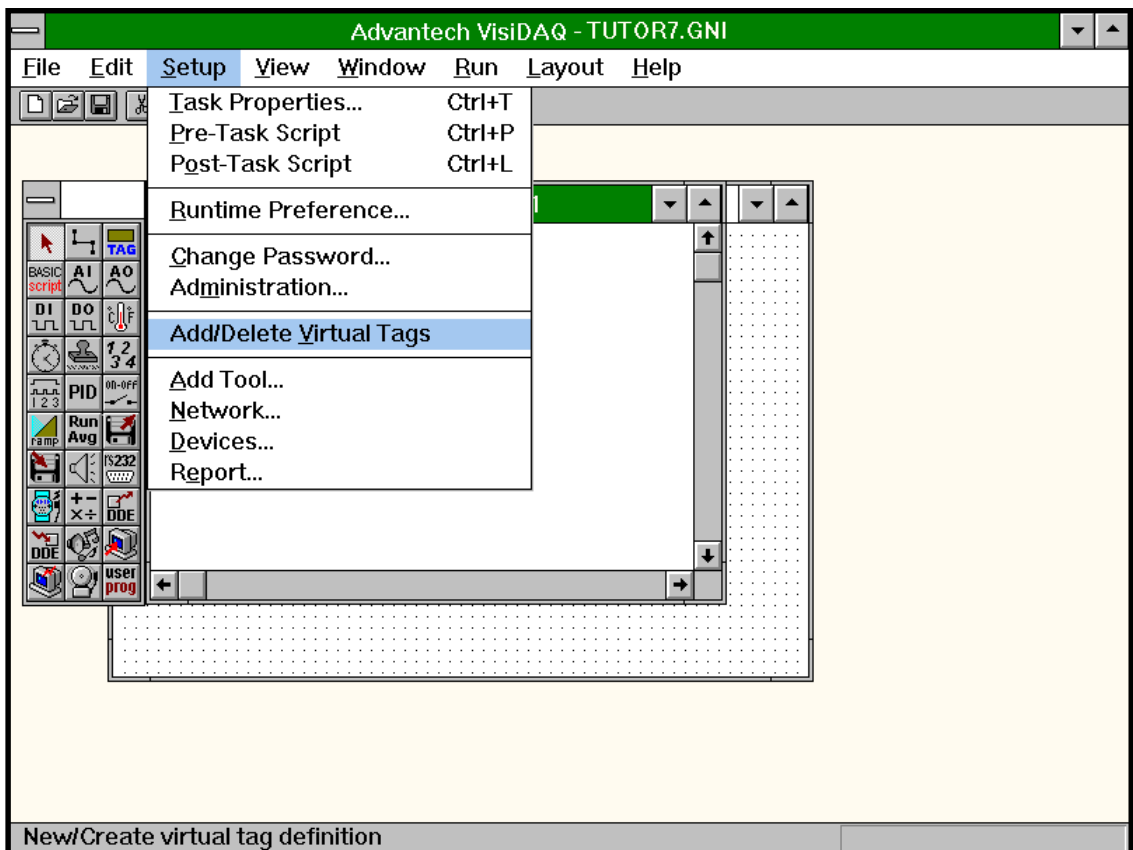 Advantech VisiDAQ - TUTOR7.GNI
File Edit Setup View Window Run Layout Help
Task Properties... Ctrl+T
Pre-Task Script Ctrl+P
Post-Task Script Ctrl+L
Runtime Preference...
Change Password...
Administration...
Add/Delete Virtual Tags
Add Tool...
Network...
Devices...
Report...
1
TAG
BASIC script AI AO
DI DO °C °F
1 2 3 4
1 2 3 PID on-off
ramp Run Avg
rs232
+ - × ÷ DDE
DDE
user prog
New/Create virtual tag definition